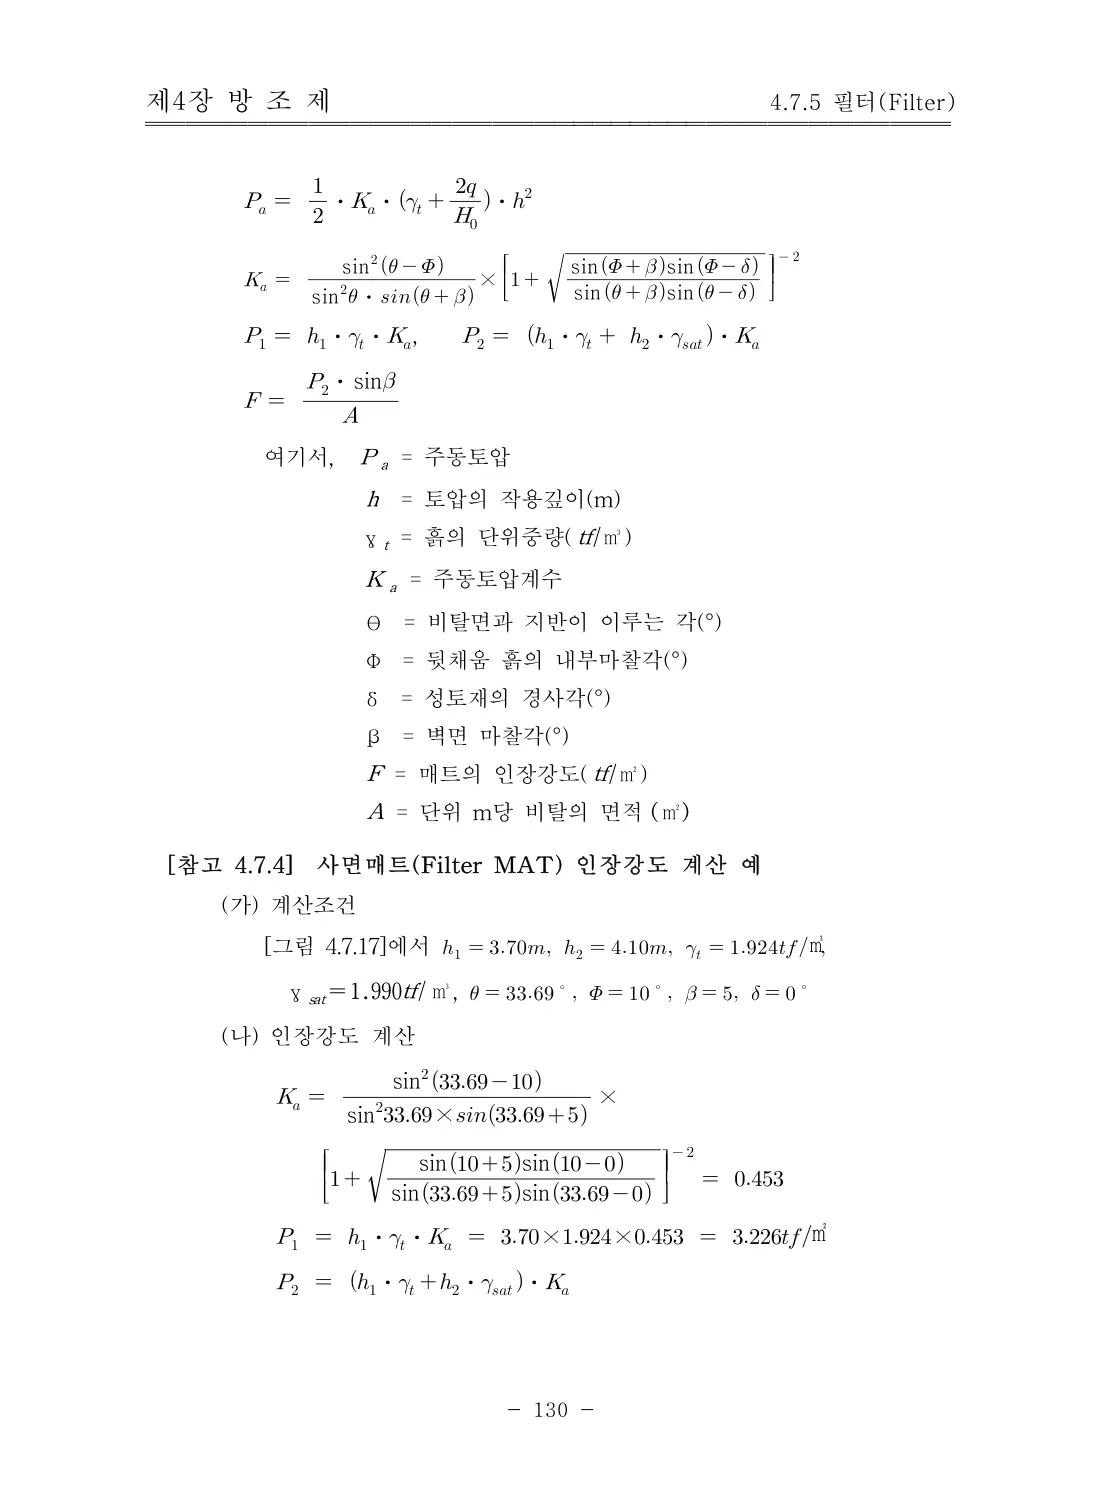 제4장 방 조 제 4.7.5 필터(Filter)
P_a = 1/2 · K_a · (γ_t + 2q/H_0) · h²
K_a = sin²(θ-Φ) / sin²θ · sin(θ+β) × [1+ √(sin(Φ+β)sin(Φ-δ) / sin(θ+β)sin(θ-δ))]⁻²
P_1 = h_1 · γ_t · K_a, P_2 = (h_1 · γ_t + h_2 · γ_sat) · K_a
F = P_2 · sinβ / A
여기서, P_a = 주동토압
h = 토압의 작용깊이(m)
ɣ_t = 흙의 단위중량( tf/㎥)
K_a = 주동토압계수
θ = 비탈면과 지반이 이루는 각(°)
Φ = 뒷채움 흙의 내부마찰각(°)
δ = 성토재의 경사각(°)
β = 벽면 마찰각(°)
F = 매트의 인장강도( tf/㎡)
A = 단위 m당 비탈의 면적 (㎡)
[참고 4.7.4] 사면매트(Filter MAT) 인장강도 계산 예
(가) 계산조건
[그림 4.7.17]에서 h_1 = 3.70m, h_2 = 4.10m, γ_t = 1.924tf/㎥,
ɣ_sat = 1.990tf/㎥, θ = 33.69°, Φ = 10°, β = 5, δ = 0°
(나) 인장강도 계산
K_a = sin²(33.69-10) / sin²33.69×sin(33.69+5) ×
[1+ √(sin(10+5)sin(10-0) / sin(33.69+5)sin(33.69-0))]⁻² = 0.453
P_1 = h_1 · γ_t · K_a = 3.70×1.924×0.453 = 3.226tf/㎡
P_2 = (h_1 · γ_t + h_2 · γ_sat) · K_a
- 130 -